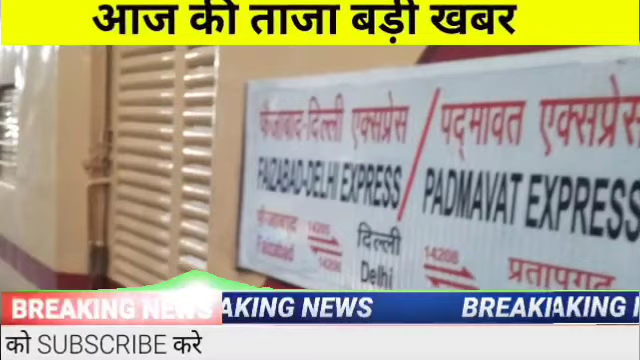 आज की ताजा बड़ी खबर
फैजाबाद-दिल्ली एक्सप्रेस / पद्मावत एक्सप्रेस
FAIZABAD-DELHI EXPRESS / PADMAVAT EXPRESS
फैजाबाद 14205 दिल्ली 14208 प्रतापगढ़
Faizabad 14206 Delhi
BREAKING NEWS AKING NEWS BREAKIAKING
को SUBSCRIBE करे